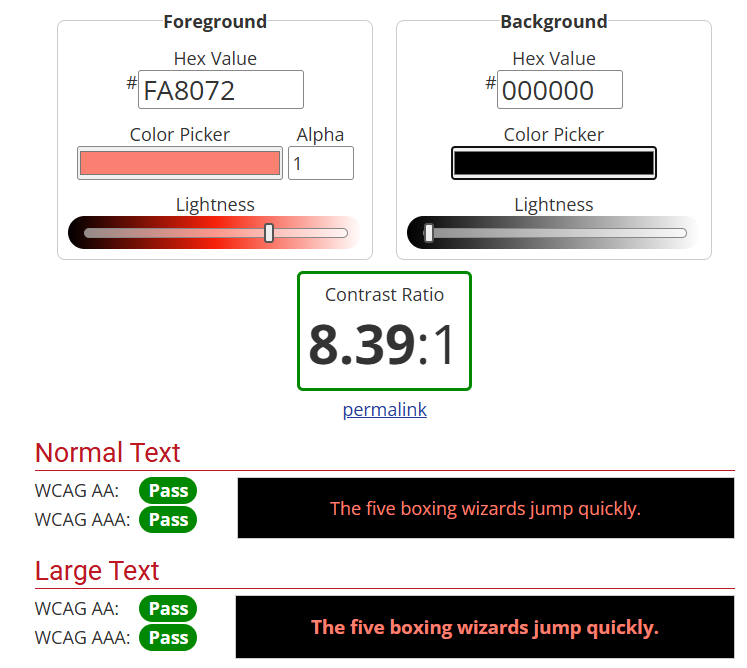 Foreground
Hex Value
# FA8072
Color Picker Alpha
1
Lightness
Background
Hex Value
# 000000
Color Picker
Lightness
Contrast Ratio
8.39:1
permalink
Normal Text
WCAG AA: Pass
WCAG AAA: Pass
The five boxing wizards jump quickly.
Large Text
WCAG AA: Pass
WCAG AAA: Pass
The five boxing wizards jump quickly.